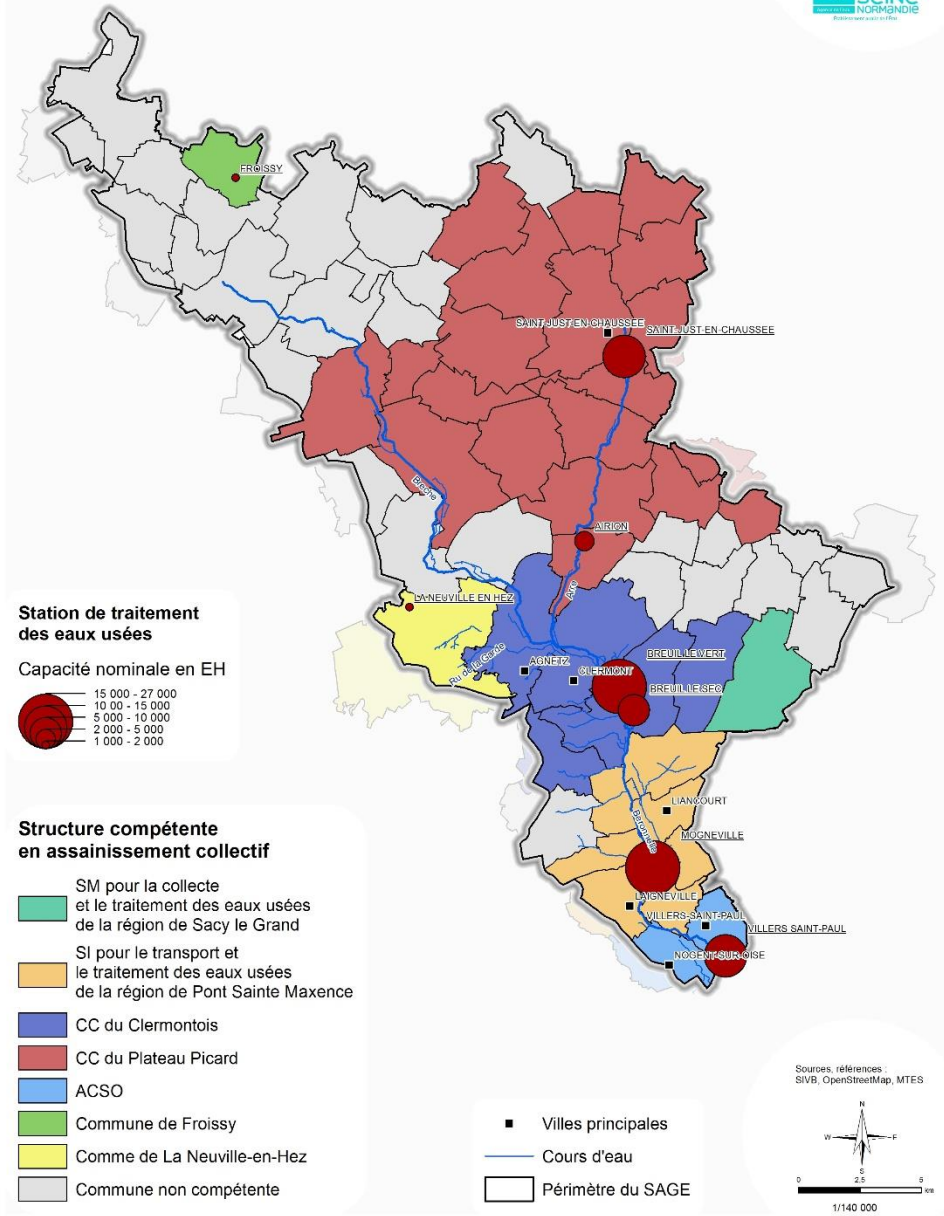 SEINE
NORMANDIE
FROISSY
SAINT-JUST-EN-CHAUSSEE
SAINT-JUST-EN-CHAUSSEE
Breche
AIRION
Arre
LA NEUVILLE EN HEZ
Ru de la Garde
AGNETZ
CLERMONT
BREUIL LE VERT
BREUIL LE SEC
LIANCOURT
Beronnelle
MOGNEVILLE
LAIGNEVILLE
VILLERS-SAINT-PAUL
VILLERS SAINT-PAUL
NOGENT-SUR-OISE
Station de traitement
des eaux usées
Capacité nominale en EH
15 000 - 27 000
10 00 - 15 000
5 000 - 10 000
2 000 - 5 000
1 000 - 2 000
Structure compétente
en assainissement collectif
SM pour la collecte
et le traitement des eaux usées
de la région de Sacy le Grand
SI pour le transport et
le traitement des eaux usées
de la région de Pont Sainte Maxence
CC du Clermontois
CC du Plateau Picard
ACSO
Commune de Froissy
Comme de La Neuville-en-Hez
Commune non compétente
Villes principales
Cours d'eau
Périmètre du SAGE
Sources, références :
SIVB, OpenStreetMap, MTES
N
W
E
S
0 2,5 5
km
1/140 000